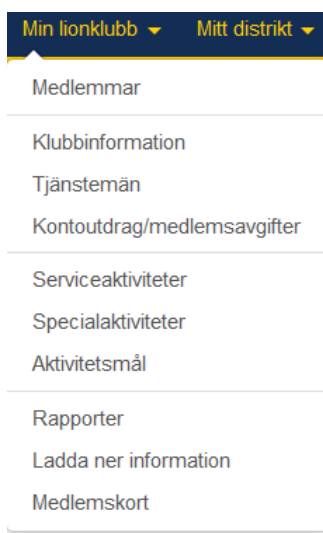 Min lionklubb Mitt distrikt
Medlemmar
Klubbinformation
Tjänstemän
Kontoutdrag/medlemsavgifter
Serviceaktiviteter
Specialaktiviteter
Aktivitetsmål
Rapporter
Ladda ner information
Medlemskort